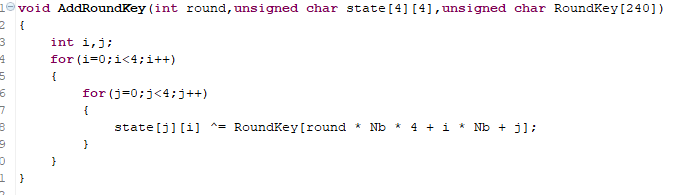 1 void AddRoundKey(int round,unsigned char state[4][4],unsigned char RoundKey[240])
2 {
3 int i,j;
4 for(i=0;i<4;i++)
5 {
6 for(j=0;j<4;j++)
7 {
8 state[j][i] ^= RoundKey[round * Nb * 4 + i * Nb + j];
9 }
0 }
1 }